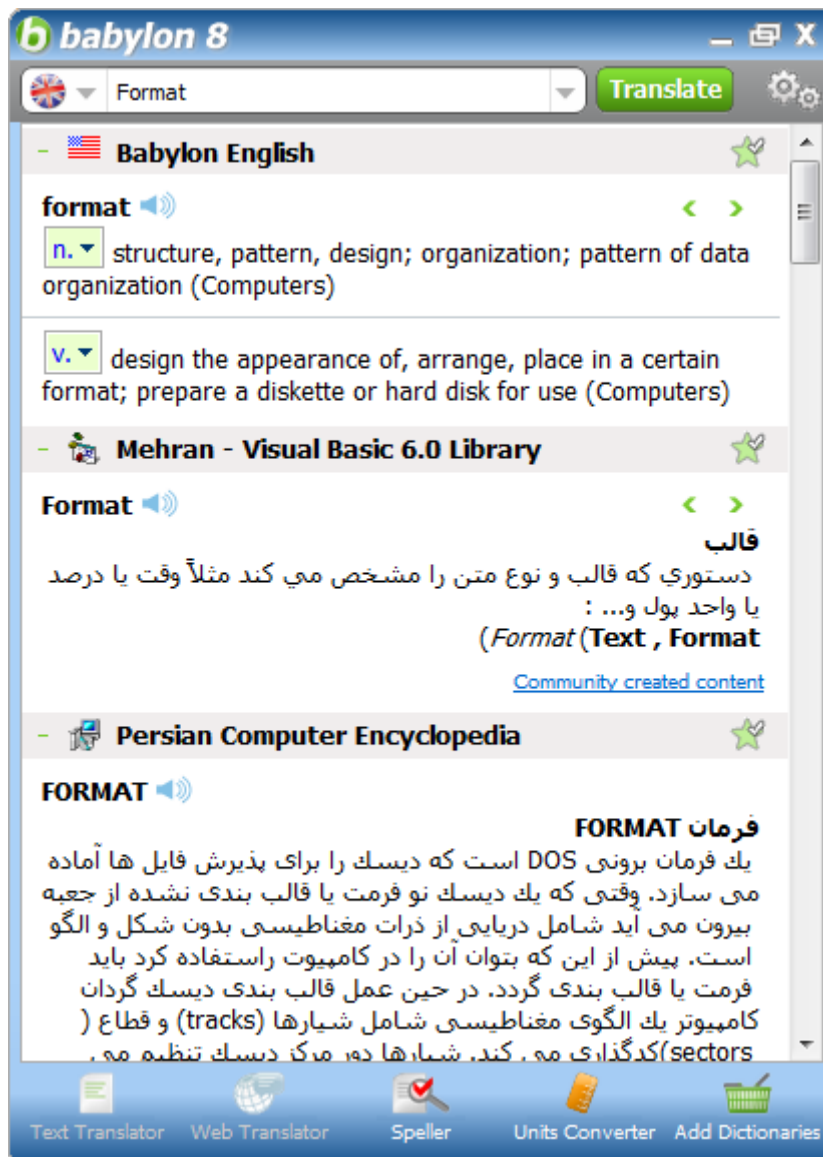 babylon 8
Format
Translate
Babylon English
format
n. structure, pattern, design; organization; pattern of data
organization (Computers)
v. design the appearance of, arrange, place in a certain
format; prepare a diskette or hard disk for use (Computers)
Mehran - Visual Basic 6.0 Library
Format
قالب
دستوري که قالب و نوع متن را مشخص مي کند مثلاً وقت يا درصد
يا واحد پول و... :
(Format (Text , Format
Community created content
Persian Computer Encyclopedia
FORMAT
فرمان FORMAT
يك فرمان برونى DOS است كه ديسك را براى پذيرش فايل ها آماده
مى سازد. وقتى كه يك ديسك نو فرمت يا قالب بندى نشده از جعبه
بيرون مى آيد شامل دريايى از ذرات مغناطيسى بدون شكل و الگو
است. پيش از اين كه بتوان آن را در كامپيوت راستفاده كرد بايد
فرمت يا قالب بندى گردد. در حين عمل قالب بندى ديسك گردان
كامپيوتر يك الگوى مغناطيسى شامل شيارها (tracks) و قطاع (
sectors)كدگذارى مى كند. شيارها دور مركز ديسك تنظيم مى
Text Translator
Web Translator
Speller
Units Converter
Add Dictionaries